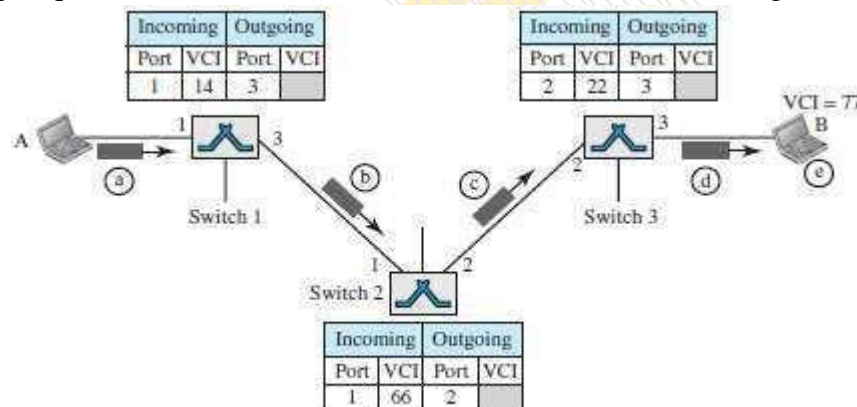 Incoming Outgoing
Port VCI Port VCI
1 14 3
Incoming Outgoing
Port VCI Port VCI
2 22 3
VCI = 77
A
1
3
a
Switch 1
b
c
2
3
Switch 3
d
B
e
1
2
Switch 2
Incoming Outgoing
Port VCI Port VCI
1 66 2